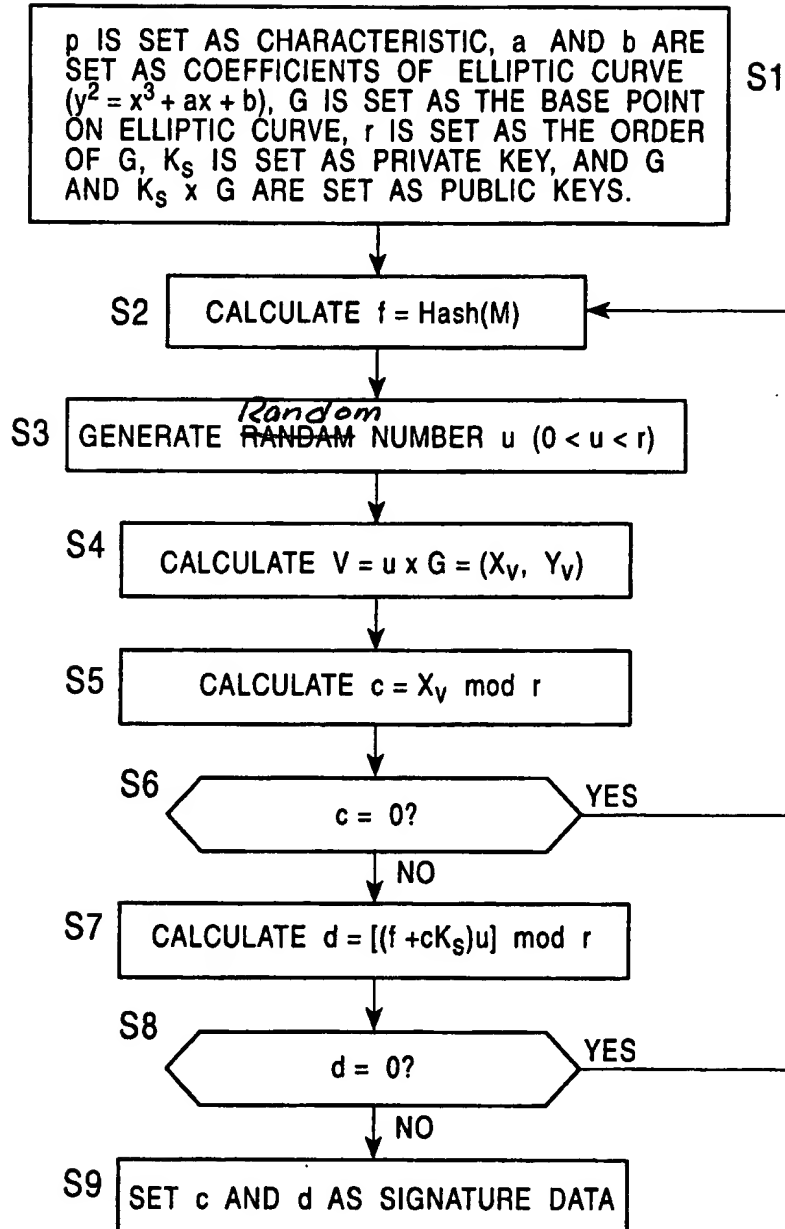 p IS SET AS CHARACTERISTIC, a AND b ARE
SET AS COEFFICIENTS OF ELLIPTIC CURVE
(y² = x³ + ax + b), G IS SET AS THE BASE POINT
ON ELLIPTIC CURVE, r IS SET AS THE ORDER
OF G, Kₛ IS SET AS PRIVATE KEY, AND G
AND Kₛ x G ARE SET AS PUBLIC KEYS.
S1
S2
CALCULATE f = Hash(M)
Random
S3
GENERATE RANDAM NUMBER u (0 < u < r)
S4
CALCULATE V = u x G = (Xᵥ, Yᵥ)
S5
CALCULATE c = Xᵥ mod r
S6
c = 0?
YES
NO
S7
CALCULATE d = [(f +cKₛ)u] mod r
S8
d = 0?
YES
NO
S9
SET c AND d AS SIGNATURE DATA